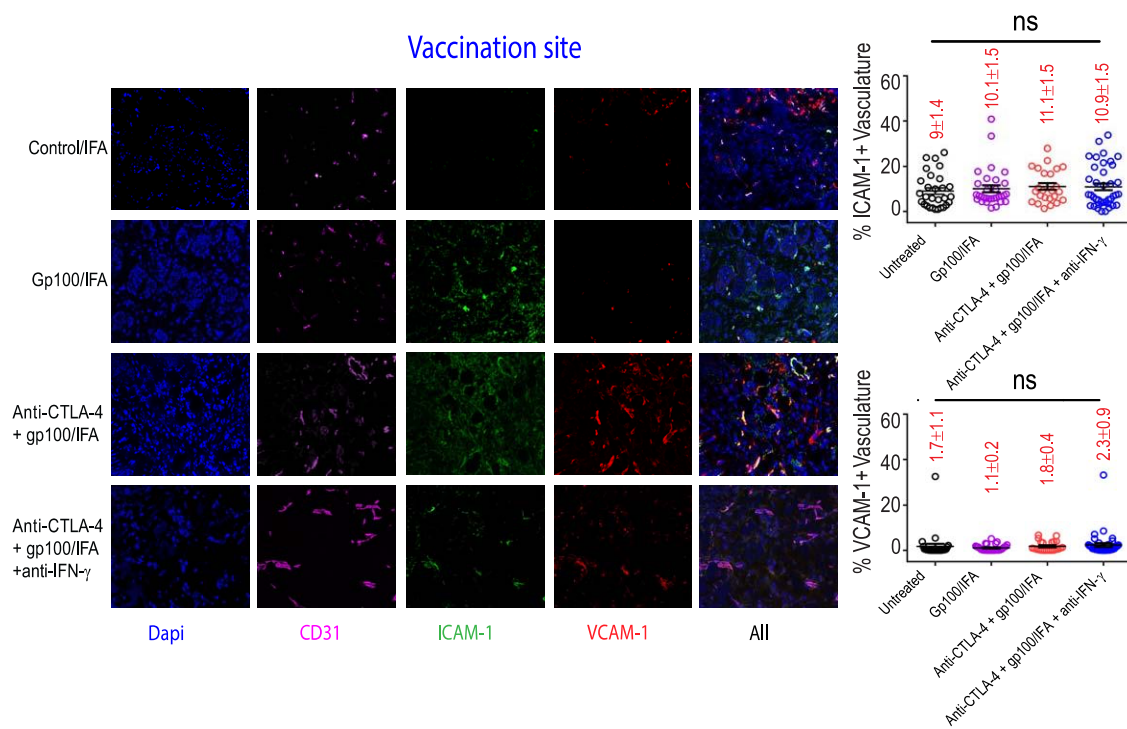 Vaccination site
Control/IFA
Gp100/IFA
Anti-CTLA-4
+ gp100/IFA
Anti-CTLA-4
+ gp100/IFA
+anti-IFN-γ
Dapi
CD31
ICAM-1
VCAM-1
All
ns
% ICAM-1+ Vasculature
60
40
20
0
9±1.4
10.1±1.5
11.1±1.5
10.9±1.5
Untreated
Gp100/IFA
Anti-CTLA-4 + gp100/IFA
Anti-CTLA-4 + gp100/IFA + anti-IFN-γ
ns
% VCAM-1+ Vasculature
60
40
20
0
1.7±1.1
1.1±0.2
1.8±0.4
2.3±0.9
Untreated
Gp100/IFA
Anti-CTLA-4 + gp100/IFA
Anti-CTLA-4 + gp100/IFA + anti-IFN-γ